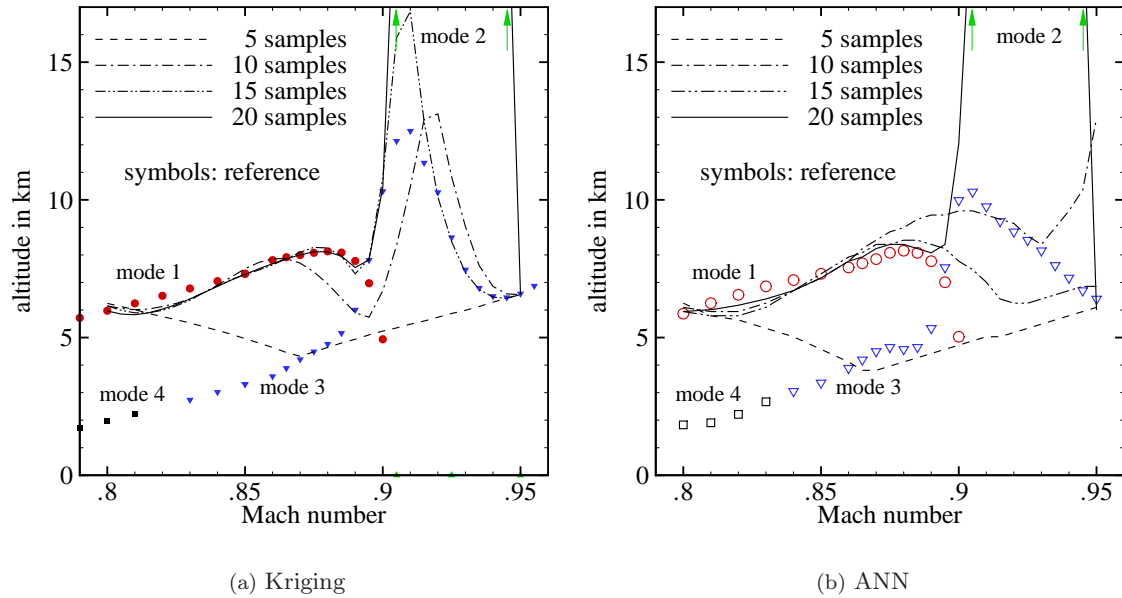 5 samples
10 samples
15 samples
20 samples
symbols: reference
mode 2
mode 1
mode 3
mode 4
altitude in km
0
5
10
15
.8
.85
.9
.95
Mach number
(a) Kriging
5 samples
10 samples
15 samples
20 samples
symbols: reference
mode 2
mode 1
mode 3
mode 4
altitude in km
0
5
10
15
.8
.85
.9
.95
Mach number
(b) ANN